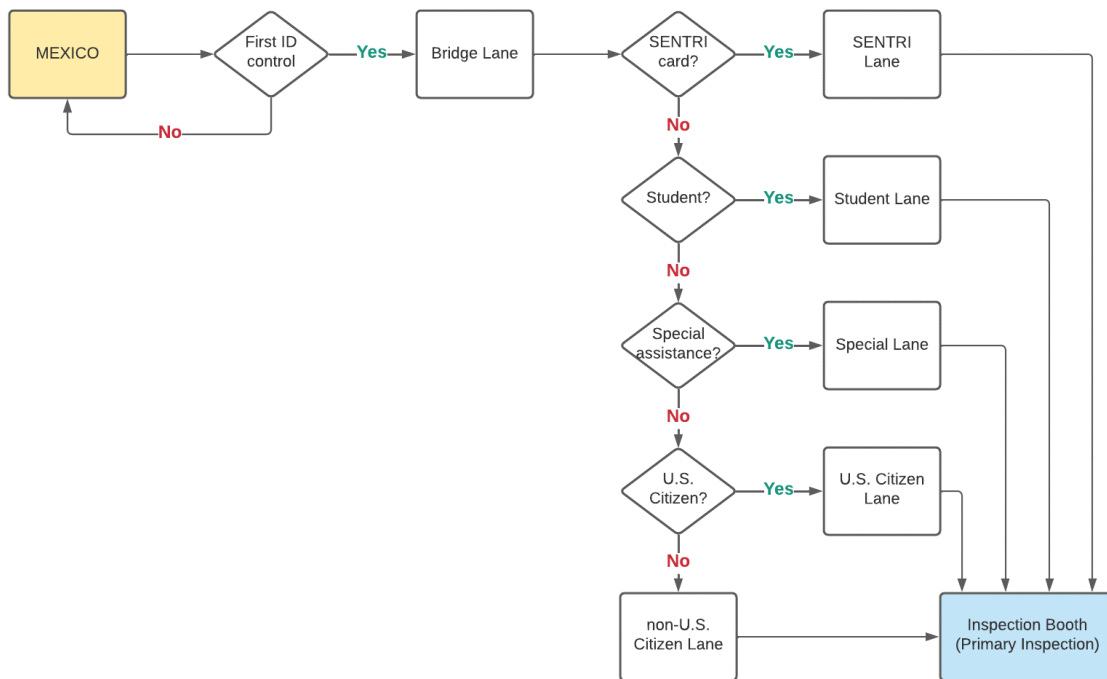 MEXICO
First ID
control
Yes
Bridge Lane
SENTRI
card?
Yes
SENTRI
Lane
No
No
Student?
Yes
Student Lane
No
Special
assistance?
Yes
Special Lane
No
U.S.
Citizen?
Yes
U.S. Citizen
Lane
No
non-U.S.
Citizen Lane
Inspection Booth
(Primary Inspection)